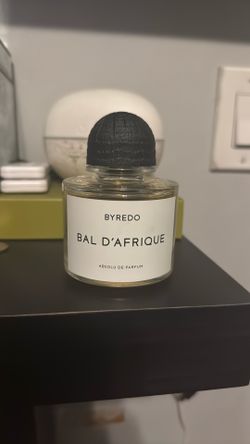 BYREDO
BAL D'AFRIQUE
ABSOLU DE PARFUM